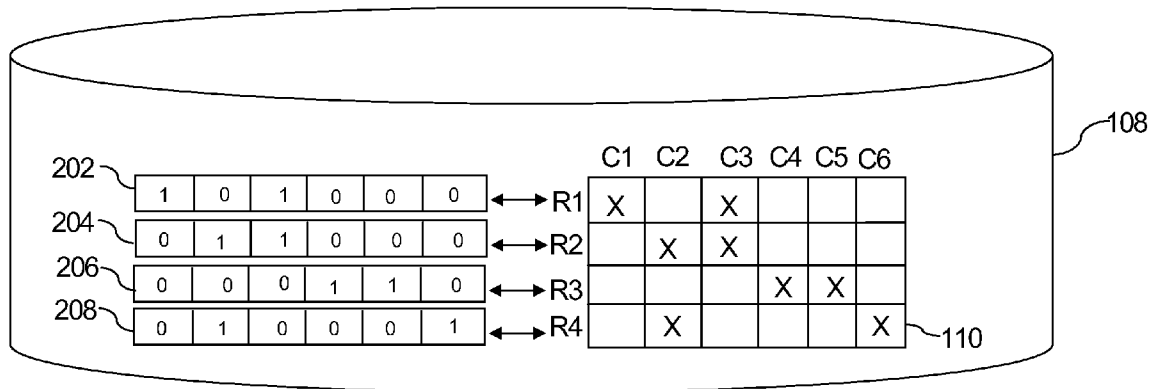 108
C1 C2 C3 C4 C5 C6
202 1 0 1 0 0 0 R1 X X
204 0 1 1 0 0 0 R2 X X
206 0 0 0 1 1 0 R3 X X
208 0 1 0 0 0 1 R4 X X
110